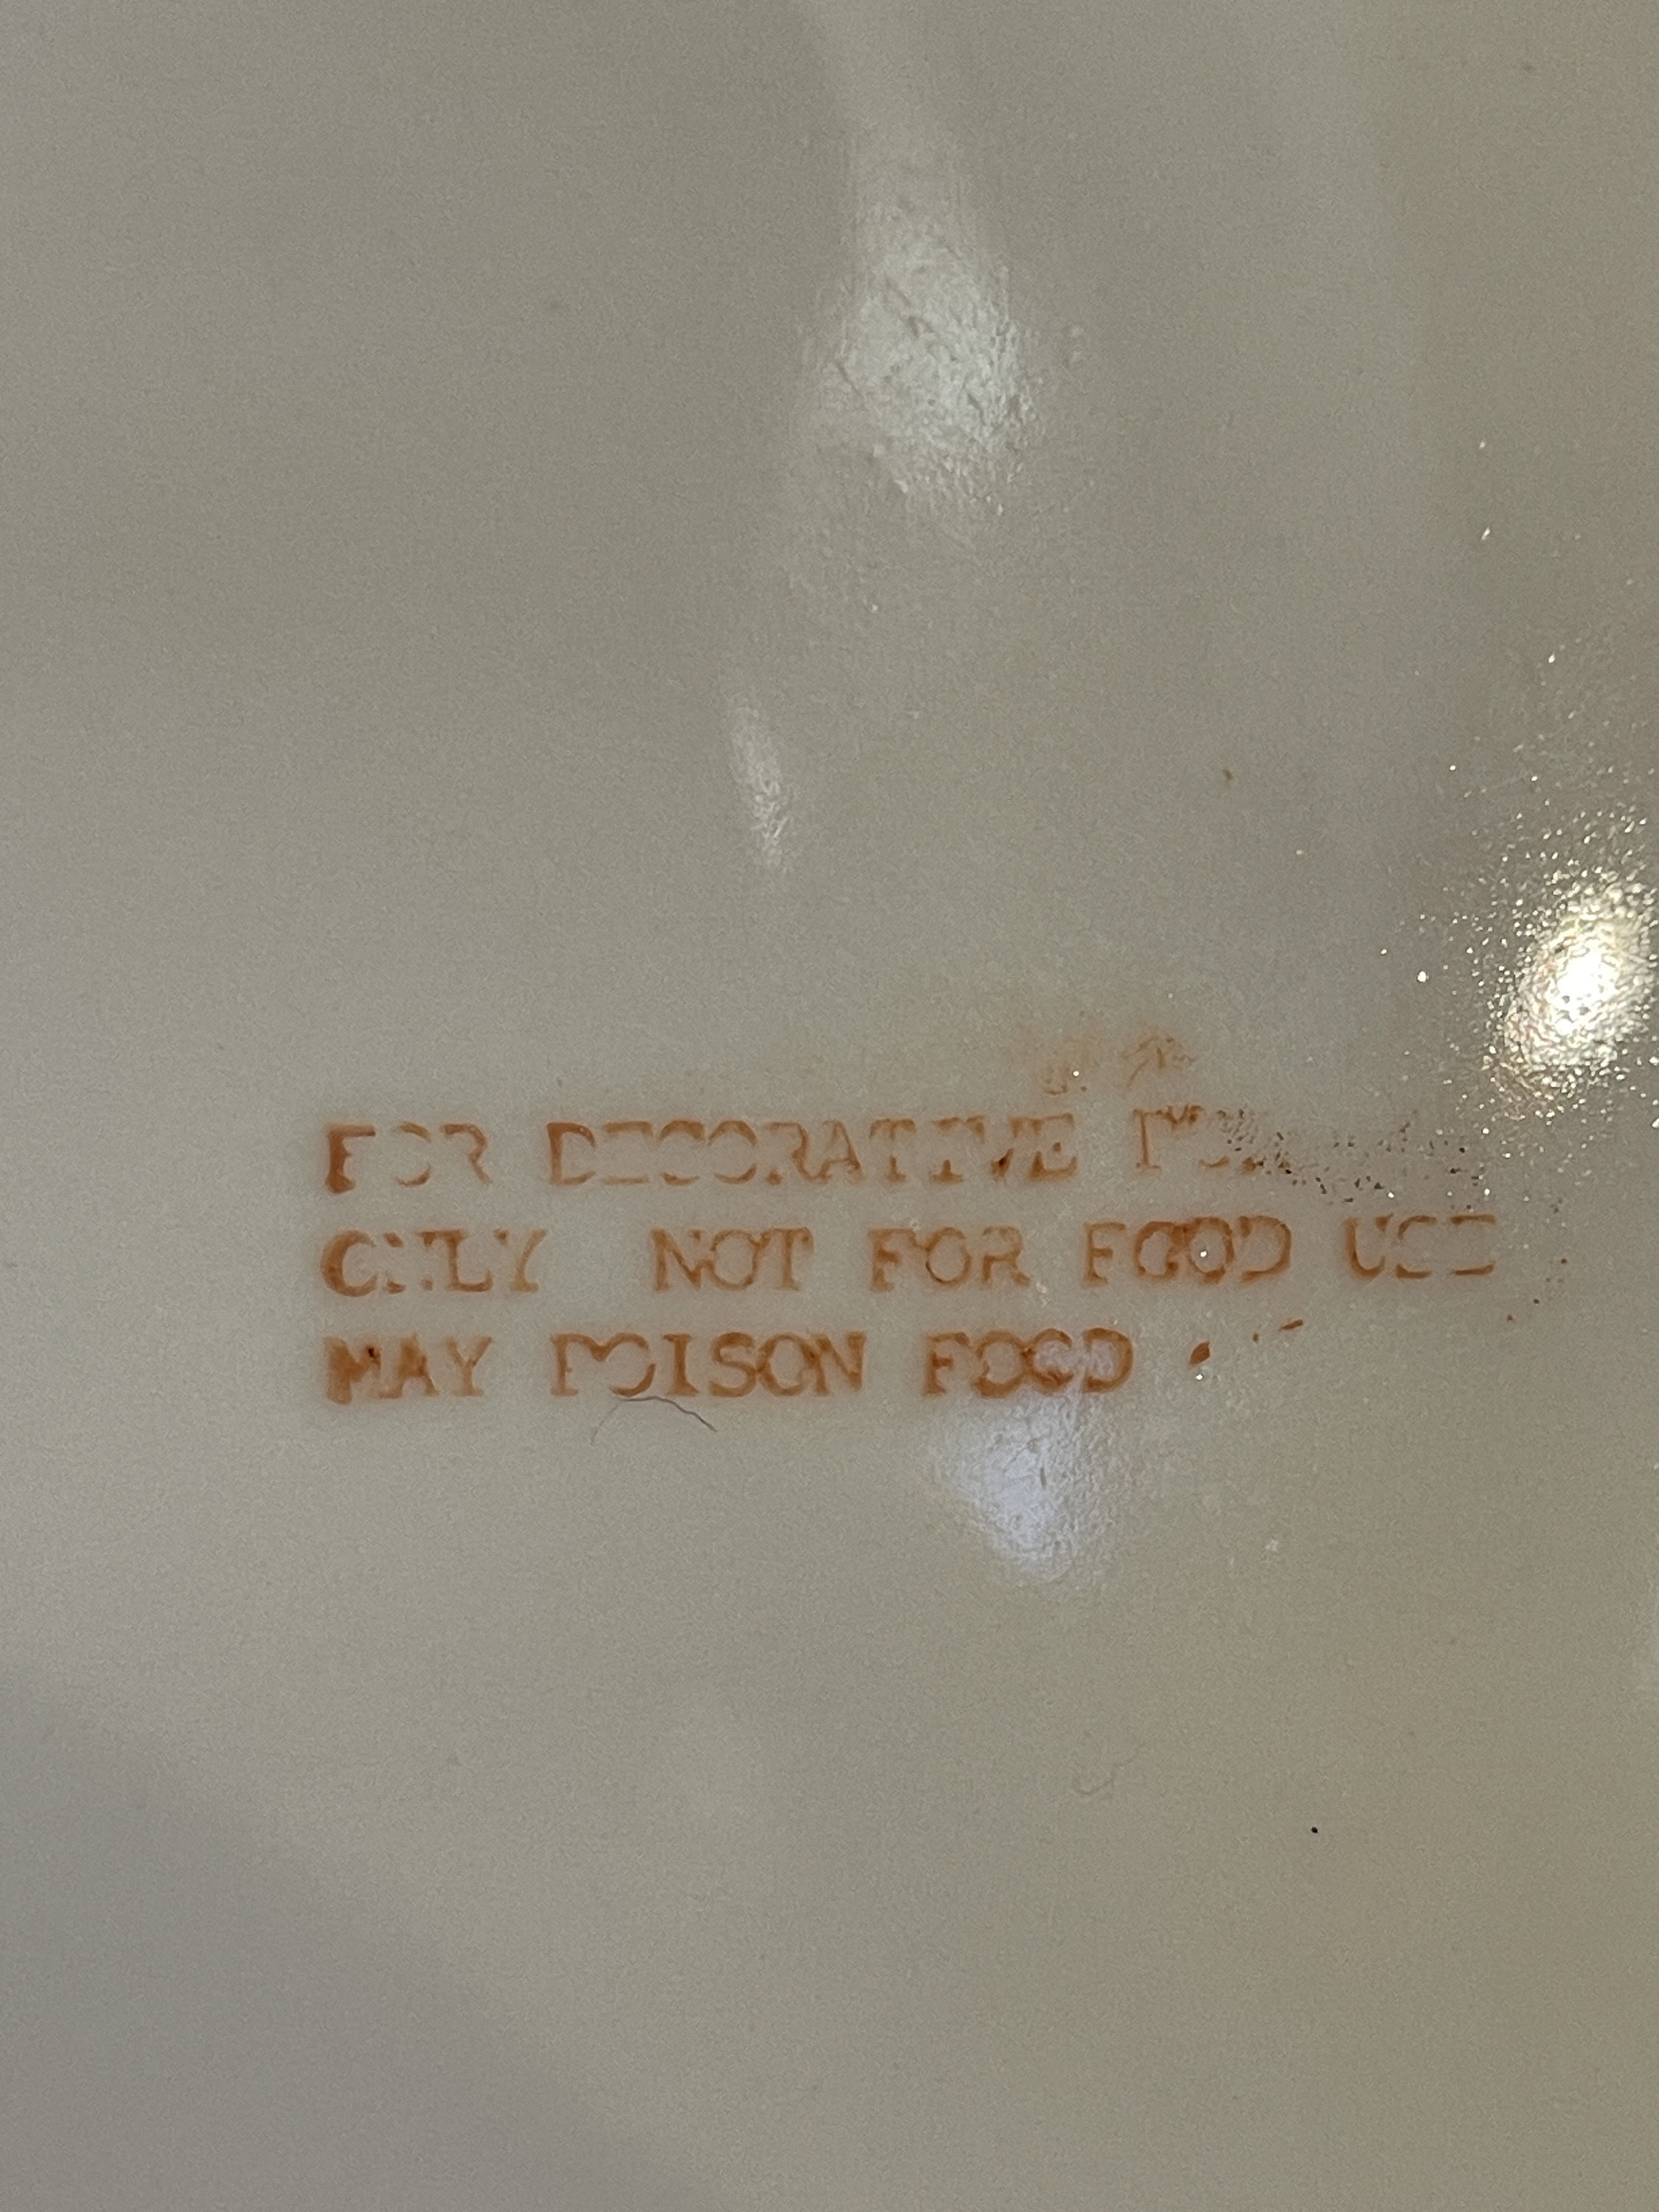 FOR DECORATIVE
ONLY NOT FOR FOOD USE
MAY POISON FOOD